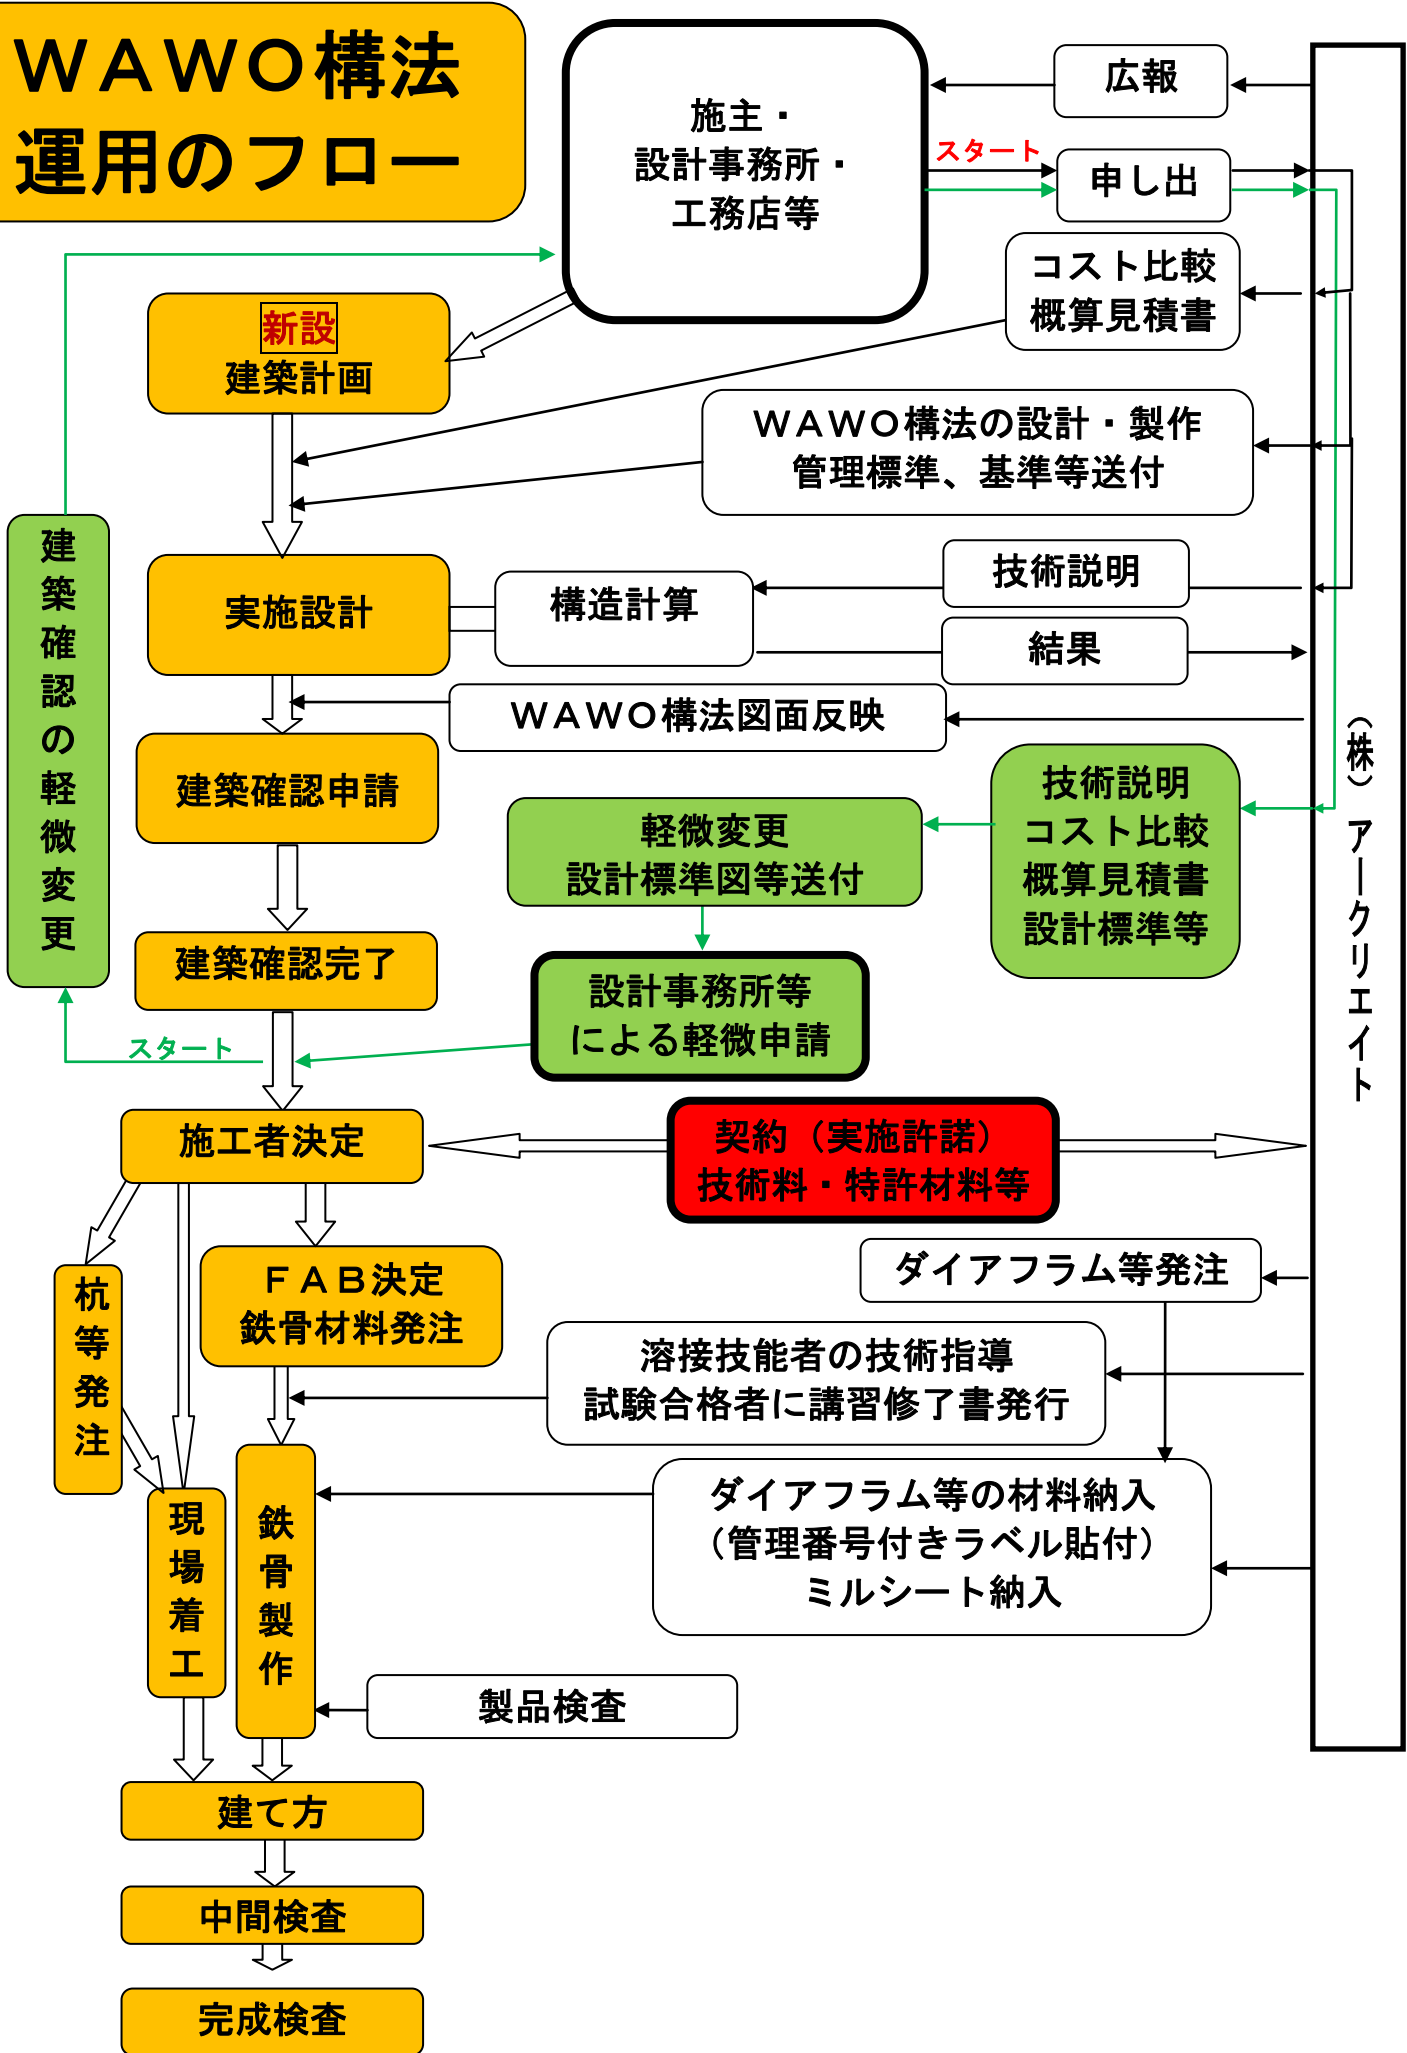 WAWO構法
運用のフロー
施主・
設計事務所・
工務店等
広報
スタート
申し出
コスト比較
概算見積書
新設
建築計画
WAWO構法の設計・製作
管理標準、基準等送付
建築確認の軽微変更
実施設計
構造計算
技術説明
結果
WAWO構法図面反映
建築確認申請
軽微変更
設計標準図等送付
技術説明
コスト比較
概算見積書
設計標準等
(株)アークリエイト
建築確認完了
設計事務所等
による軽微申請
スタート
施工者決定
契約(実施許諾)
技術料・特許材料等
ダイアフラム等発注
FAB決定
鉄骨材料発注
杭等発注
溶接技能者の技術指導
試験合格者に講習修了書発行
ダイアフラム等の材料納入
(管理番号付きラベル貼付)
ミルシート納入
現場着工
鉄骨製作
製品検査
建て方
中間検査
完成検査